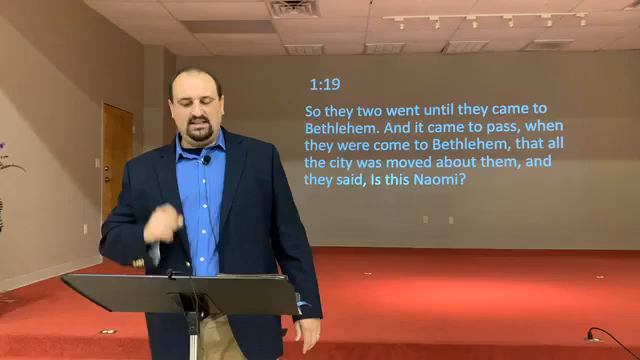 1:19
So they two went until they came to
Bethlehem. And it came to pass, when
they were come to Bethlehem, that all
the city was moved about them, and
they said, Is this Naomi?